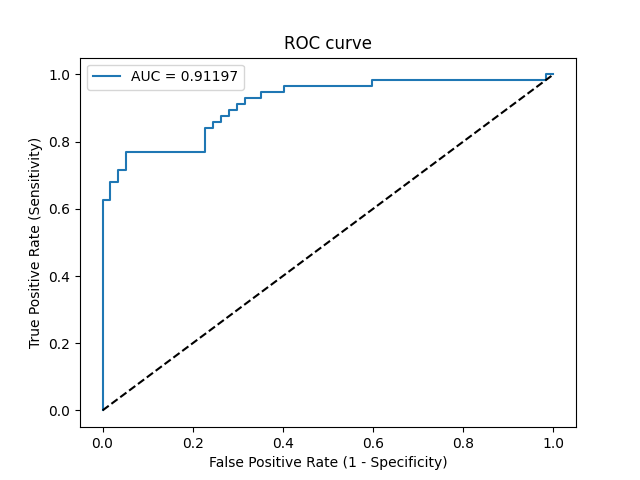 ROC curve
AUC = 0.91197
1.0
0.8
0.6
0.4
0.2
0.0
True Positive Rate (Sensitivity)
0.0 0.2 0.4 0.6 0.8 1.0
False Positive Rate (1 - Specificity)